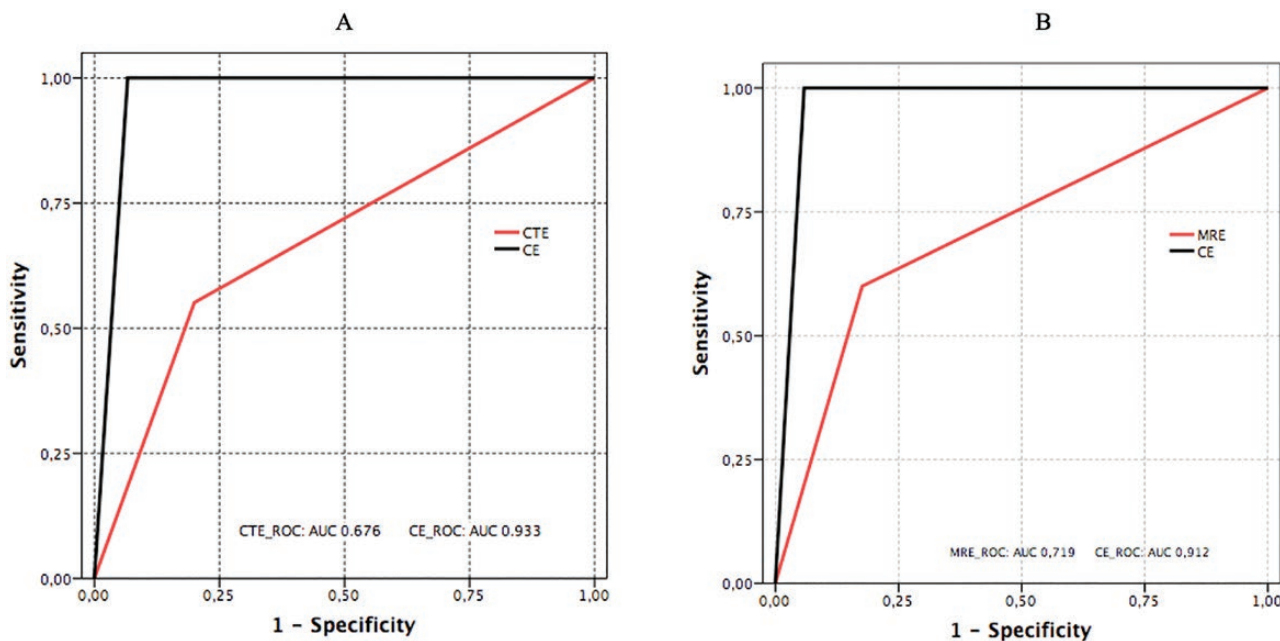 A
1,00
0,75
0,50
0,25
0,00
Sensitivity
CTE
CE
CTE_ROC: AUC 0.676 CE_ROC: AUC 0.933
0,00 0,25 0,50 0,75 1,00
1 – Specificity
B
1,00
0,75
0,50
0,25
0,00
Sensitivity
MRE
CE
MRE_ROC: AUC 0,719 CE_ROC: AUC 0,912
0,00 0,25 0,50 0,75 1,00
1 – Specificity